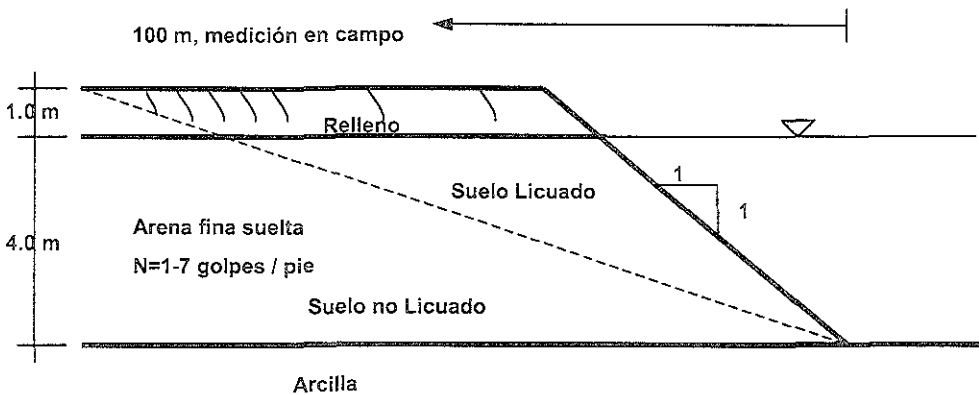 100 m, medición en campo
1.0 m
Relleno
1
Suelo Licuado
1
Arena fina suelta
4.0 m
N=1-7 golpes / pie
Suelo no Licuado
Arcilla